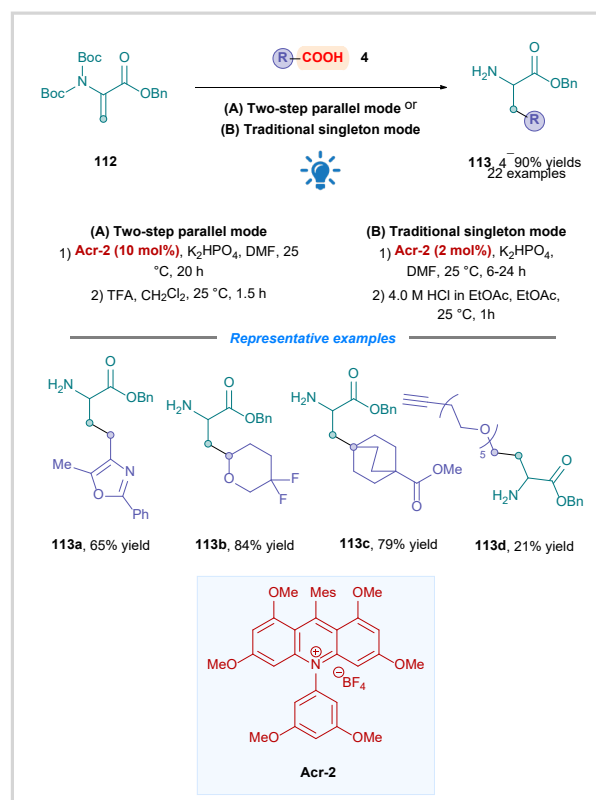 Boc
Boc
N
O
OBn
112
R COOH 4
(A) Two-step parallel mode or
(B) Traditional singleton mode
H2N
O
OBn
R
113, 4‾90% yields
22 examples
(A) Two-step parallel mode
1) Acr-2 (10 mol%), K2HPO4, DMF, 25
°C, 20 h
2) TFA, CH2Cl2, 25 °C, 1.5 h
(B) Traditional singleton mode
1) Acr-2 (2 mol%), K2HPO4,
DMF, 25 °C, 6-24 h
2) 4.0 M HCl in EtOAc, EtOAc,
25 °C, 1h
Representative examples
H2N
O
OBn
Me
N
O
Ph
113a, 65% yield
H2N
O
OBn
O
F
F
113b, 84% yield
H2N
O
OBn
OMe
O
113c, 79% yield
O
5
O
H2N
OBn
113d, 21% yield
OMe Mes OMe
MeO N + OMe
−BF4
MeO OMe
Acr-2